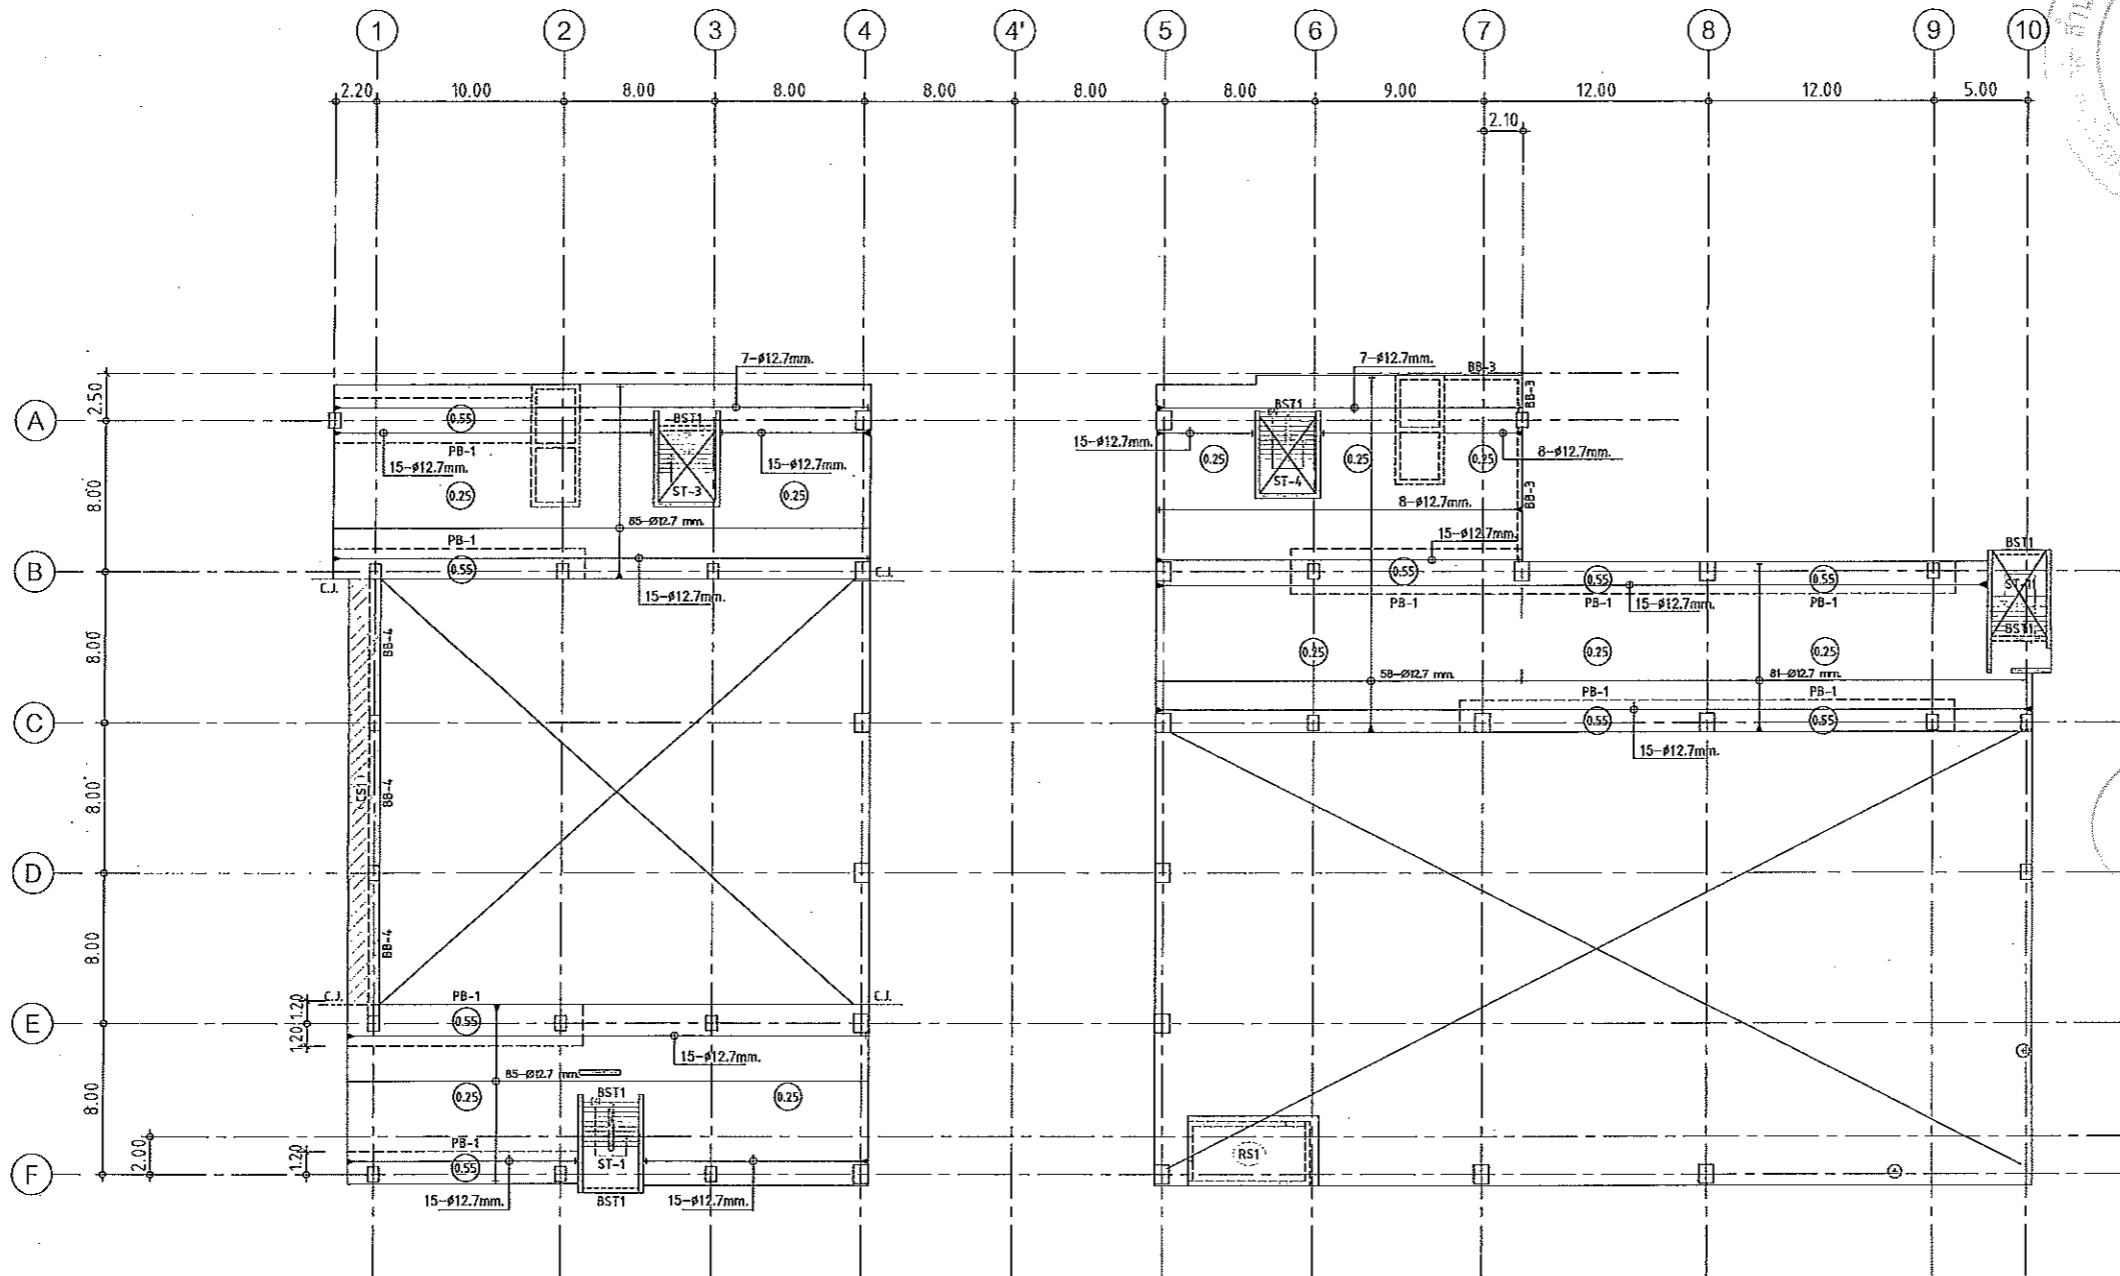 1 2 3 4 4' 5 6 7 8 9 10
2.20 10.00 8.00 8.00 8.00 8.00 8.00 9.00 12.00 12.00 5.00
2.10
7-ø12.7mm. 7-ø12.7mm. BB-3
2.50 BB-3
A 0.55 BST1 BST1
PB-1 15-ø12.7mm. 8-ø12.7mm.
15-ø12.7mm. 15-ø12.7mm. 0.25 0.25 0.25
8.00 0.25 ST-3 0.25 ST-4 BB-3
8-ø12.7mm.
85-Ø12.7 mm.
PB-1 15-ø12.7mm. BST1
B 0.55 C.J. 0.55 0.55 0.55
C.J. 15-ø12.7mm. PB-1 PB-1 15-ø12.7mm. PB-1
BST1
8.00 BB-4 0.25 0.25 0.25
58-Ø12.7 mm. 81-Ø12.7 mm.
PB-1 PB-1
C 0.55 0.55
15-ø12.7mm.
8.00 CS1 BB-4
D
8.00 BB-4
C.J. PB-1 C.J.
1.20
E 0.55
1.20
15-ø12.7mm.
85-Ø12.7 mm.
8.00 0.25 BST1 0.25
2.00 1.20 PB-1
F 0.55 ST-1 RS1
15-ø12.7mm. BST1 15-ø12.7mm.